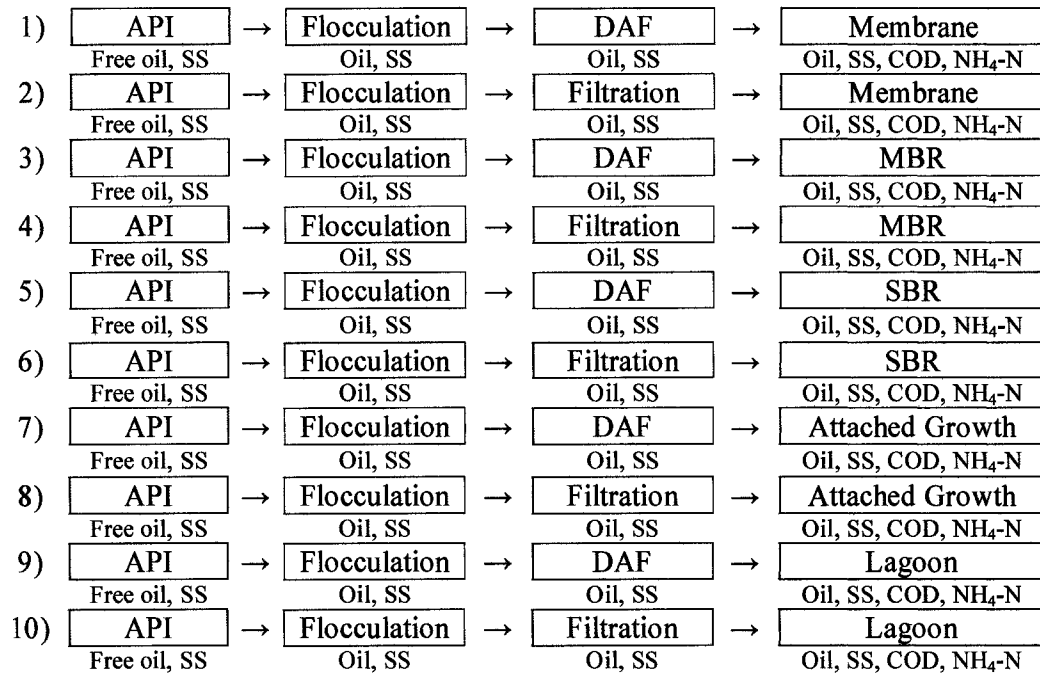 1) API → Flocculation → DAF → Membrane
Free oil, SS Oil, SS Oil, SS Oil, SS, COD, NH₄-N
2) API → Flocculation → Filtration → Membrane
Free oil, SS Oil, SS Oil, SS Oil, SS, COD, NH₄-N
3) API → Flocculation → DAF → MBR
Free oil, SS Oil, SS Oil, SS Oil, SS, COD, NH₄-N
4) API → Flocculation → Filtration → MBR
Free oil, SS Oil, SS Oil, SS Oil, SS, COD, NH₄-N
5) API → Flocculation → DAF → SBR
Free oil, SS Oil, SS Oil, SS Oil, SS, COD, NH₄-N
6) API → Flocculation → Filtration → SBR
Free oil, SS Oil, SS Oil, SS Oil, SS, COD, NH₄-N
7) API → Flocculation → DAF → Attached Growth
Free oil, SS Oil, SS Oil, SS Oil, SS, COD, NH₄-N
8) API → Flocculation → Filtration → Attached Growth
Free oil, SS Oil, SS Oil, SS Oil, SS, COD, NH₄-N
9) API → Flocculation → DAF → Lagoon
Free oil, SS Oil, SS Oil, SS Oil, SS, COD, NH₄-N
10) API → Flocculation → Filtration → Lagoon
Free oil, SS Oil, SS Oil, SS Oil, SS, COD, NH₄-N